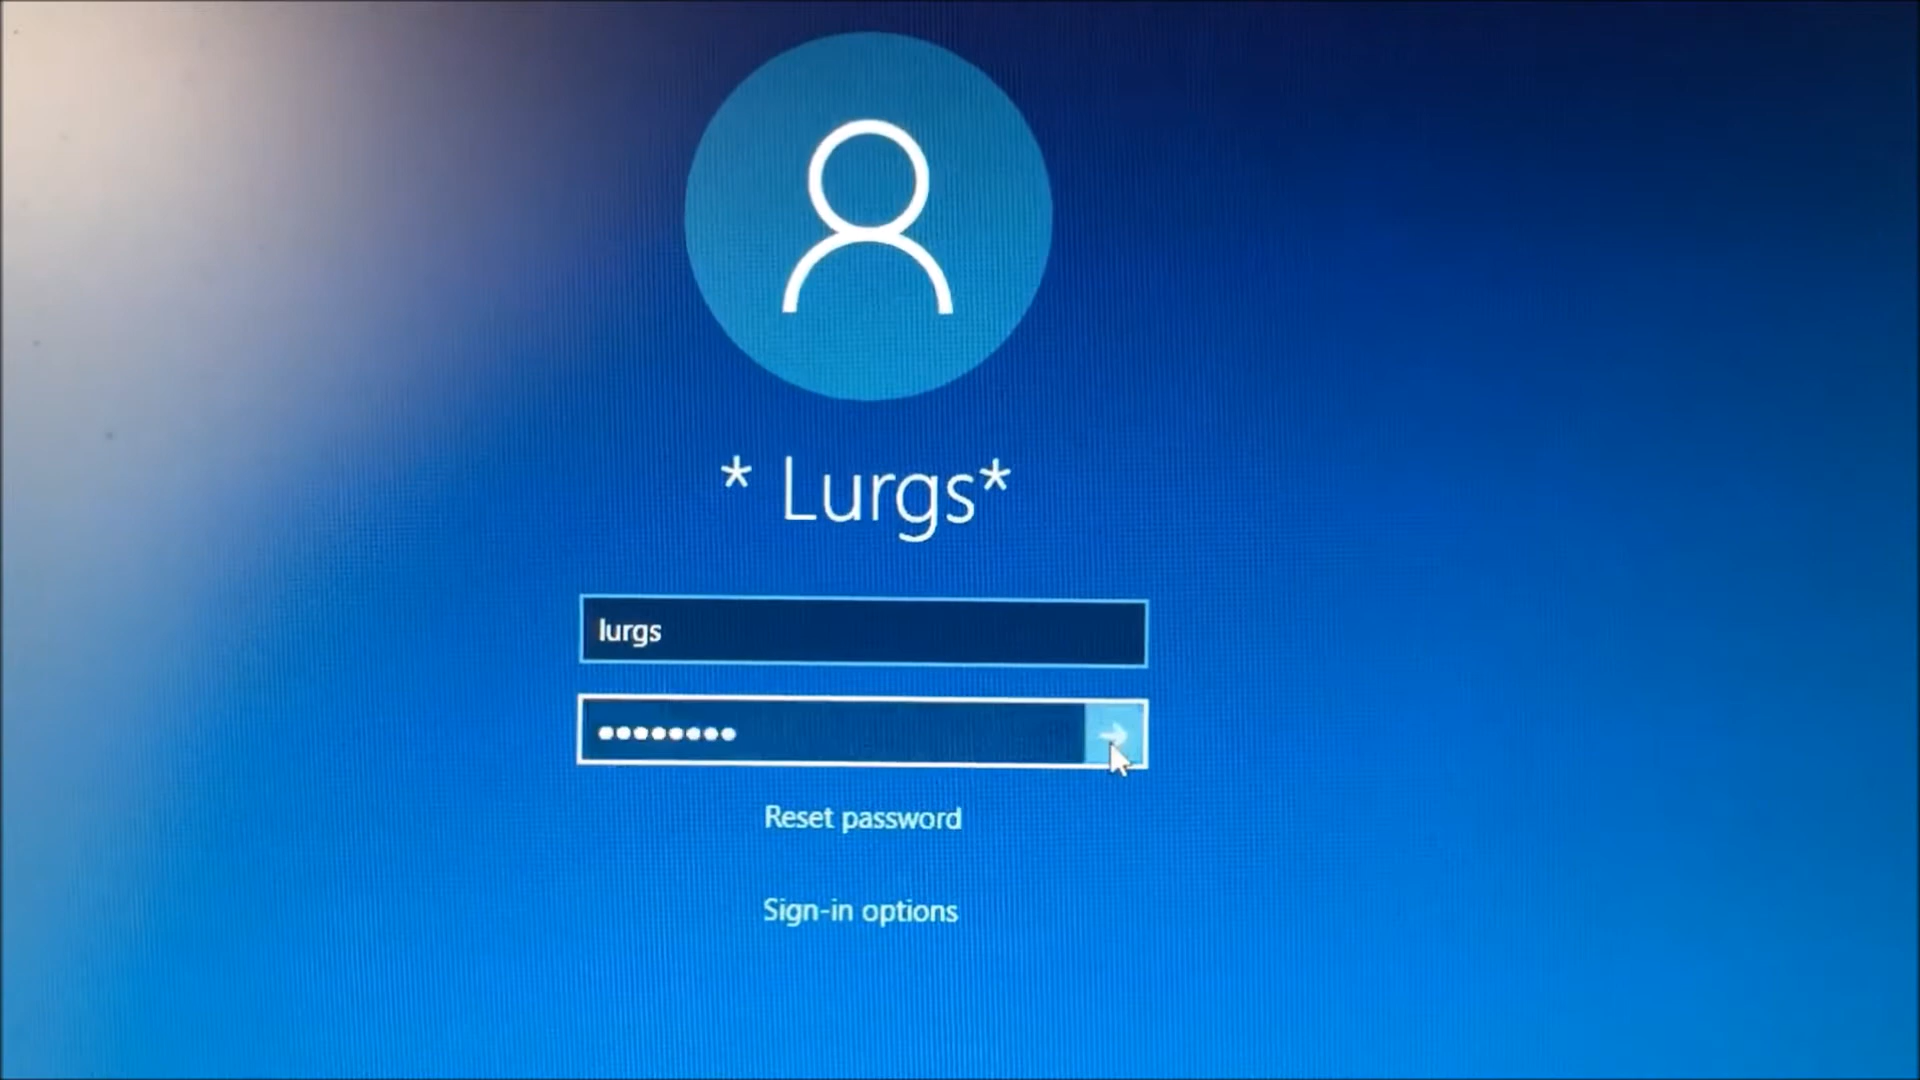 * Lurgs*
lurgs
••••••••
Reset password
Sign-in options